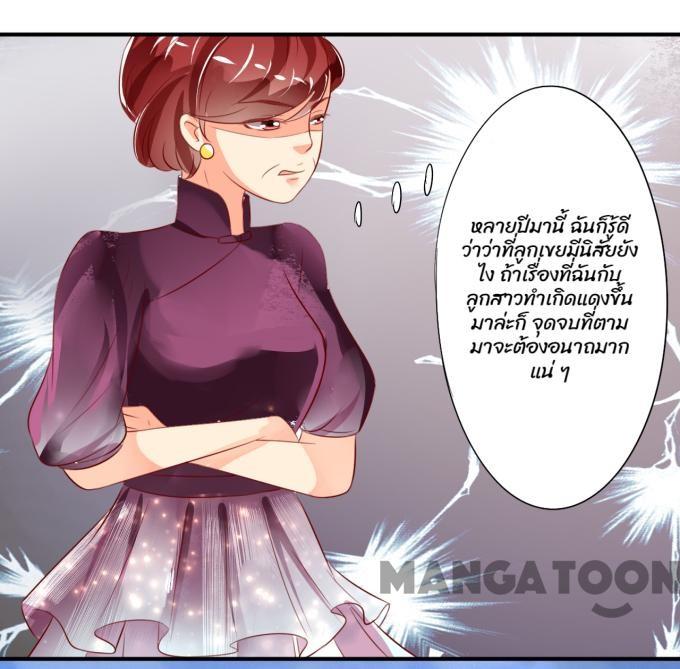 หลายปีมานี้ ฉันก็รู้ดี
ว่าว่าที่ลูกเขยมีนิสัยยัง
ไง ถ้าเรื่องที่ฉันกับ
ลูกสาวทำเกิดแดงขึ้น
มาล่ะก็ จุดจบที่ตาม
มาจะต้องอนาถมาก
แน่ ๆ
MANGATOON